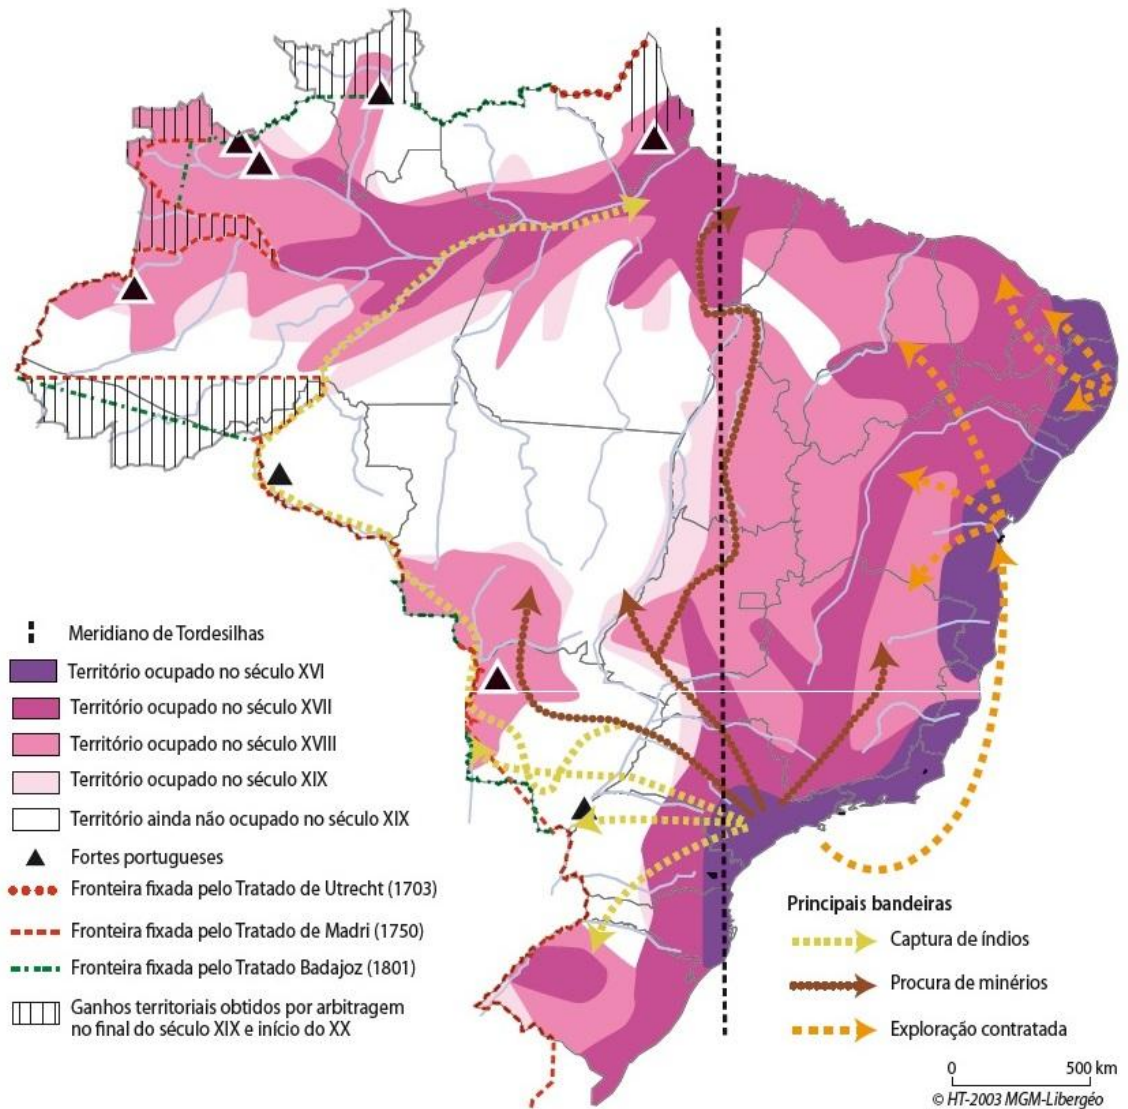 Meridiano de Tordesilhas
Território ocupado no século XVI
Território ocupado no século XVII
Território ocupado no século XVIII
Território ocupado no século XIX
Território ainda não ocupado no século XIX
Fortes portugueses
Fronteira fixada pelo Tratado de Utrecht (1703)
Fronteira fixada pelo Tratado de Madri (1750)
Fronteira fixada pelo Tratado Badajoz (1801)
Ganhos territoriais obtidos por arbitragem
no final do século XIX e início do XX
Principais bandeiras
Captura de índios
Procura de minérios
Exploração contratada
0 500 km
© HT-2003 MGM-Libergéo